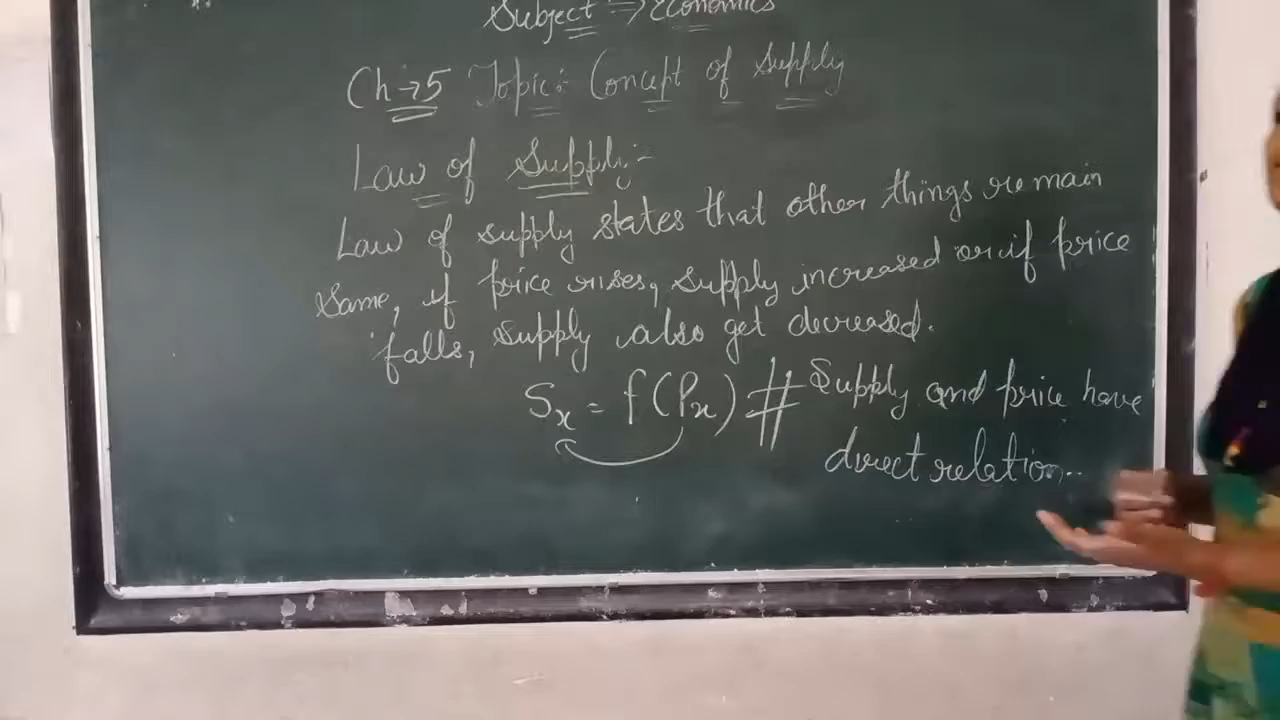 Subject ⇒ Economics
Ch→5 Topic:- Concept of Supply
Law of Supply:-
Law of supply states that other things remain
same, if price rises, supply increased or if price
falls, supply also get decreased.
Sx = f(Px) # Supply and price have
direct relation..